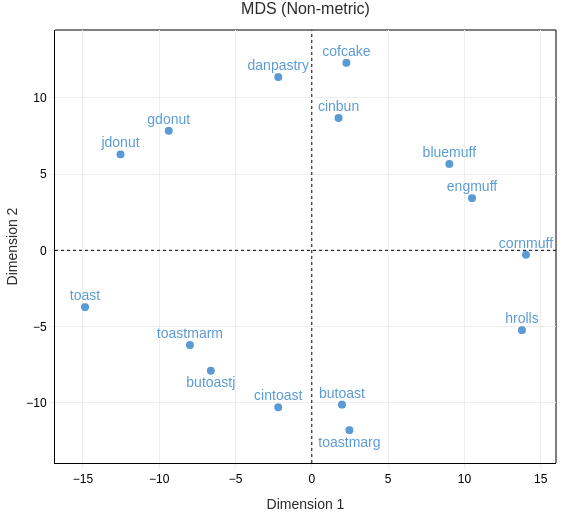 MDS (Non-metric)
cofcake
danpastry
cinbun
gdonut
jdonut
bluemuff
engmuff
cornmuff
toast
hrolls
toastmarm
butoastj
cintoast
butoast
toastmarg
10
5
0
−5
−10
Dimension 2
−15
−10
−5
0
5
10
15
Dimension 1